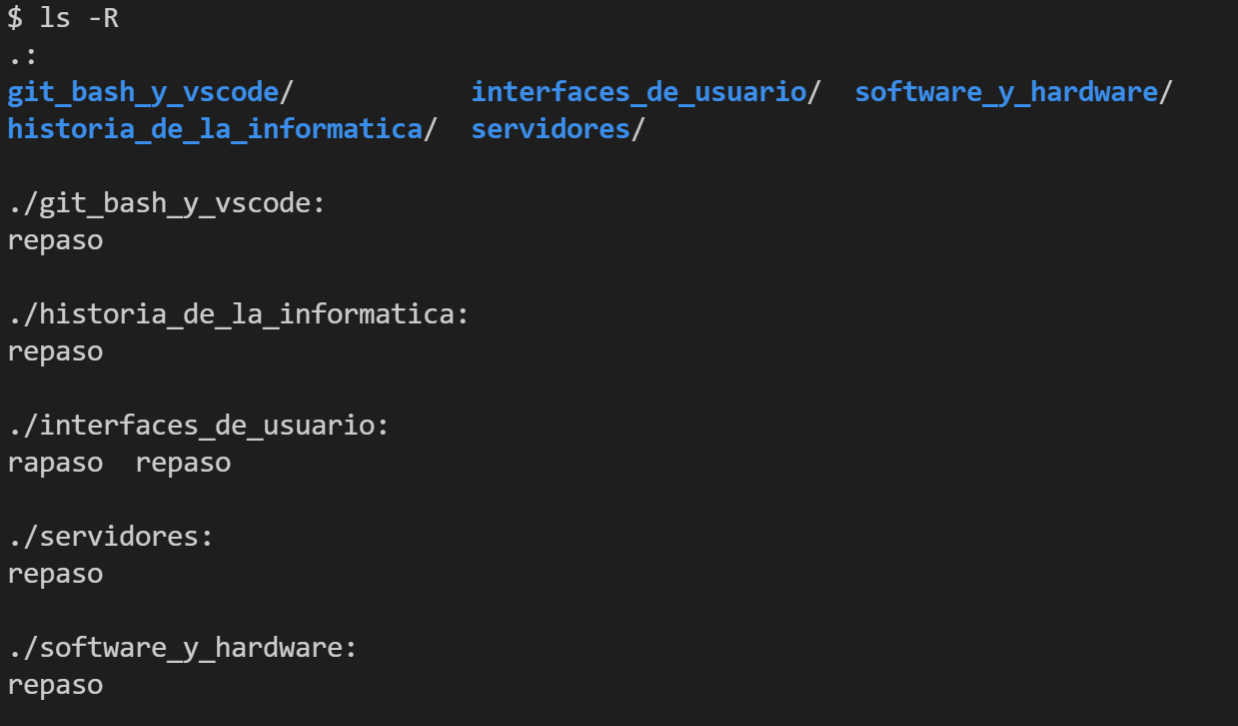 $ ls -R
.:
git_bash_y_vscode/ interfaces_de_usuario/ software_y_hardware/
historia_de_la_informatica/ servidores/
./git_bash_y_vscode:
repaso
./historia_de_la_informatica:
repaso
./interfaces_de_usuario:
rapaso repaso
./servidores:
repaso
./software_y_hardware:
repaso